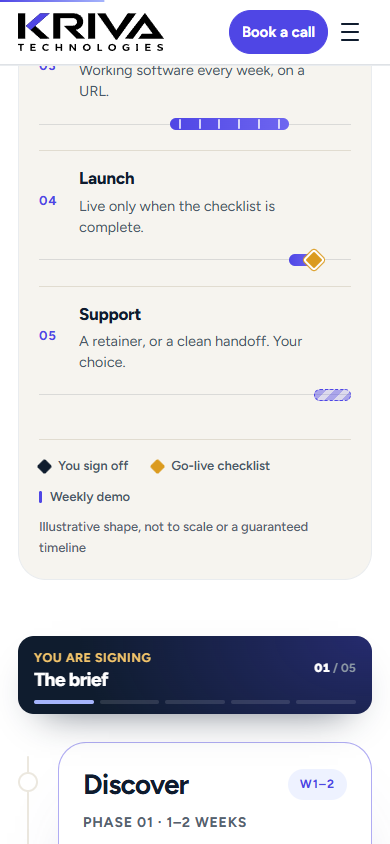 KRIVA
TECHNOLOGIES
Book a call
03
Working software every week, on a
URL.
Launch
04
Live only when the checklist is
complete.
Support
05
A retainer, or a clean handoff. Your
choice.
You sign off
Go-live checklist
Weekly demo
Illustrative shape, not to scale or a guaranteed
timeline
YOU ARE SIGNING
The brief
01 / 05
Discover
W1–2
PHASE 01 · 1–2 WEEKS